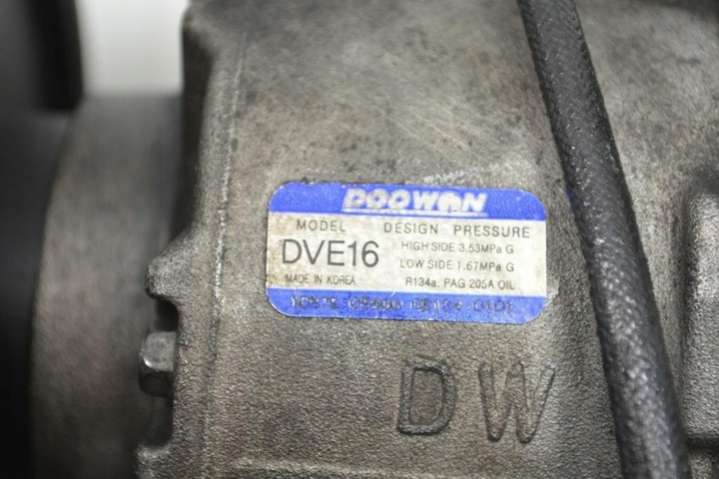 DOOWON
MODEL DESIGN PRESSURE
DVE16 HIGH SIDE 3.53MPa G
LOW SIDE 1.67MPa G
MADE IN KOREA R134a, PAG 205A OIL
DW